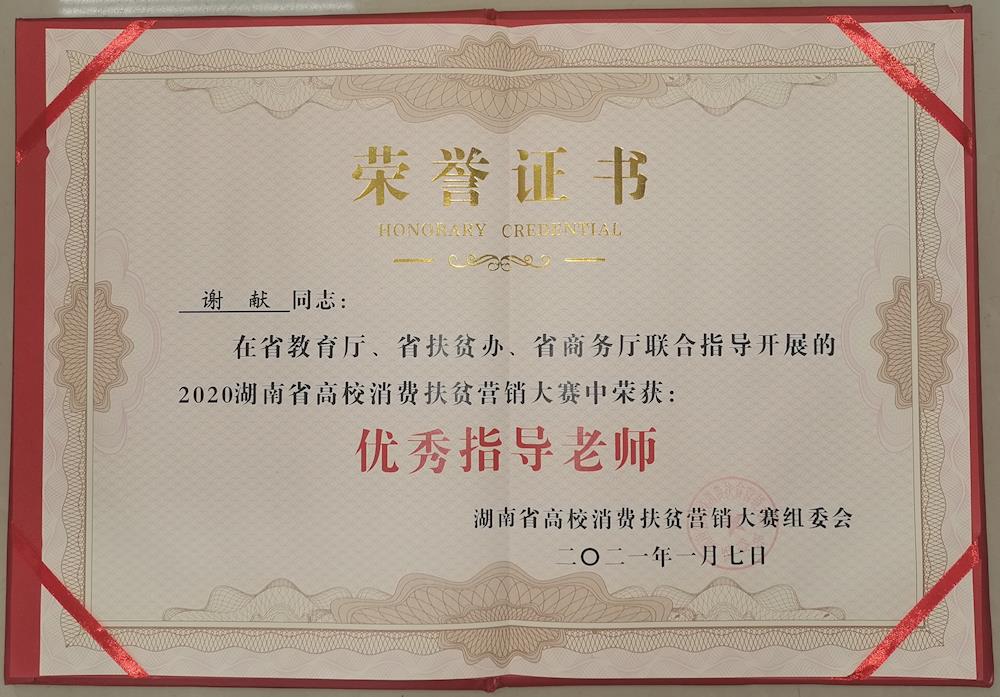 荣誉证书
HONORARY CREDENTIAL
谢 献 同志：
在省教育厅、省扶贫办、省商务厅联合指导开展的
2020湖南省高校消费扶贫营销大赛中荣获：
优秀指导老师
湖南省高校消费扶贫营销大赛组委会
二〇二一年一月七日